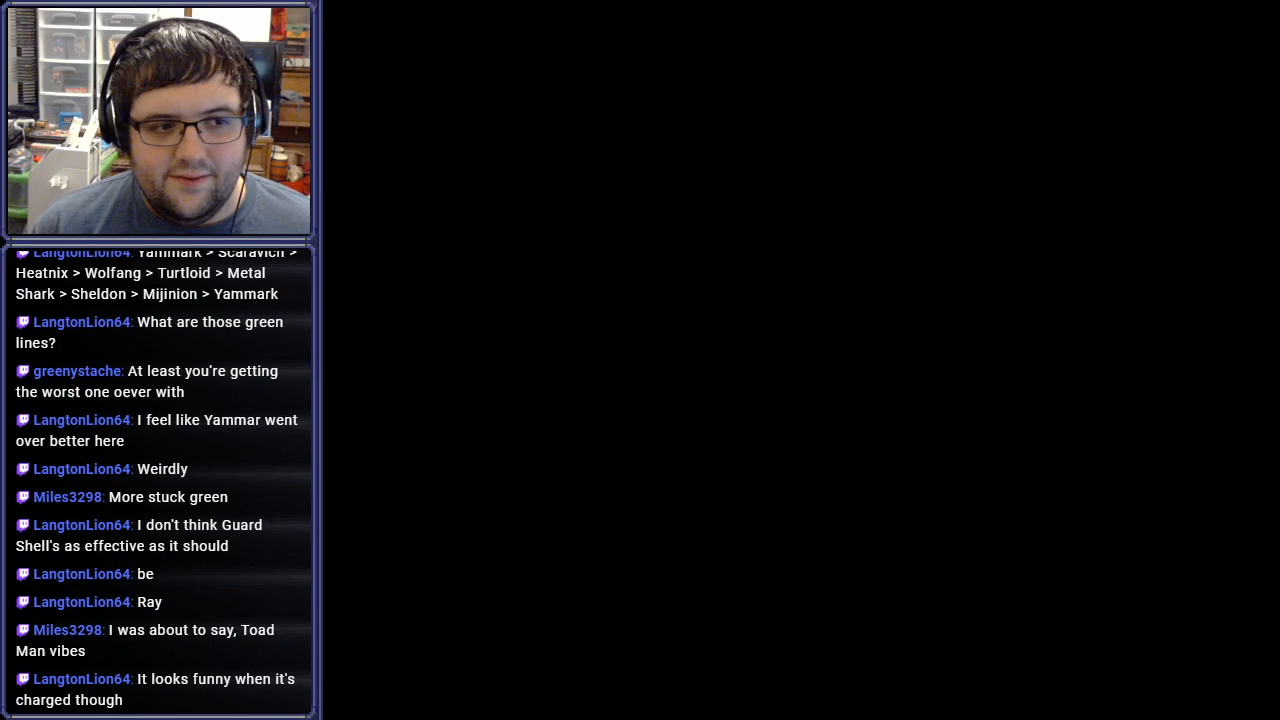 LangtonLion64: Yammark > Scaravich >
Heatnix > Wolfang > Turtloid > Metal
Shark > Sheldon > Mijinion > Yammark
LangtonLion64: What are those green
lines?
greenystache: At least you're getting
the worst one oever with
LangtonLion64: I feel like Yammar went
over better here
LangtonLion64: Weirdly
Miles3298: More stuck green
LangtonLion64: I don't think Guard
Shell's as effective as it should
LangtonLion64: be
LangtonLion64: Ray
Miles3298: I was about to say, Toad
Man vibes
LangtonLion64: It looks funny when it's
charged though